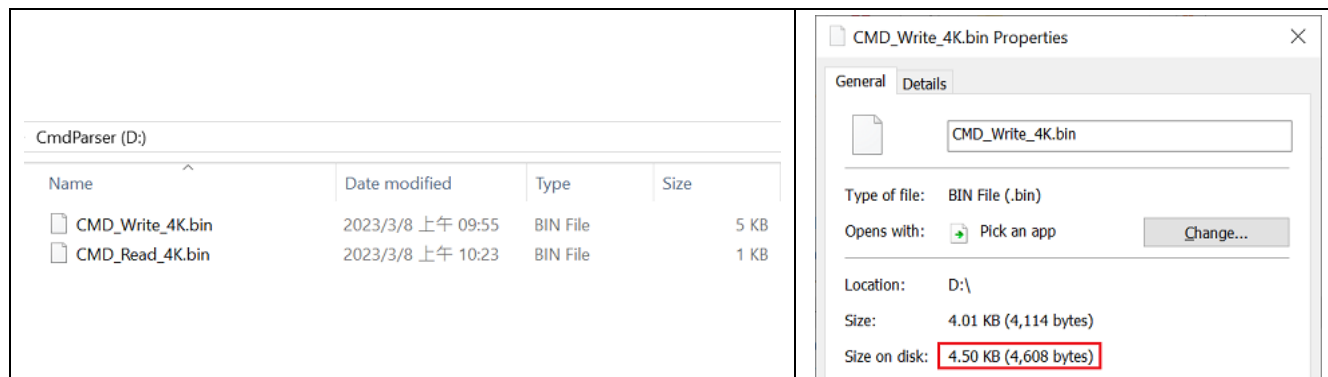 CmdParser (D:)
Name Date modified Type Size
CMD_Write_4K.bin 2023/3/8 上午 09:55 BIN File 5 KB
CMD_Read_4K.bin 2023/3/8 上午 10:23 BIN File 1 KB
CMD_Write_4K.bin Properties
General Details
CMD_Write_4K.bin
Type of file: BIN File (.bin)
Opens with: Pick an app Change...
Location: D:\
Size: 4.01 KB (4,114 bytes)
Size on disk: 4.50 KB (4,608 bytes)